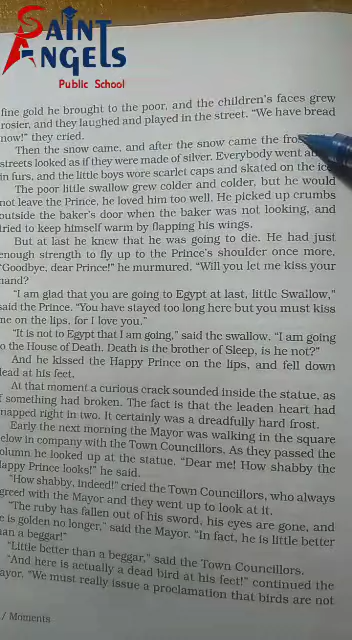 SAINT
ANGELS
Public School
fine gold he brought to the poor, and the children's faces grew
rosier, and they laughed and played in the street. "We have bread
now!" they cried.
Then the snow came, and after the snow came the
streets looked as if they were made of silver. Everybody went
in furs, and the little boys wore scarlet caps and skated on the ice.
The poor little swallow grew colder and colder, but he would
not leave the Prince, he loved him too well. He picked up crumbs
outside the baker's door when the baker was not looking, and
tried to keep himself warm by flapping his wings.
But at last he knew that he was going to die. He had just
enough strength to fly up to the Prince's shoulder once more.
"Goodbye, dear Prince!" he murmured. "Will you let me kiss your
hand?"
"I am glad that you are going to Egypt at last, little Swallow,"
said the Prince. "You have stayed too long here but you must kiss
me on the lips, for I love you."
"It is not to Egypt that I am going," said the swallow. "I am going
to the House of Death. Death is the brother of Sleep, is he not?"
And he kissed the Happy Prince on the lips, and fell down
dead at his feet.
At that moment a curious crack sounded inside the statue, as
if something had broken. The fact is that the leaden heart had
snapped right in two. It certainly was a dreadfully hard frost.
Early the next morning the Mayor was walking in the square
below in company with the Town Councillors. As they passed the
column he looked up at the statue. "Dear me! How shabby the
Happy Prince looks!" he said.
"How shabby, indeed!" cried the Town Councillors, who always
agreed with the Mayor and they went up to look at it.
"The ruby has fallen out of his sword, his eyes are gone, and
he is golden no longer," said the Mayor. "In fact, he is little better
than a beggar!"
"Little better than a beggar," said the Town Councillors.
"And here is actually a dead bird at his feet!" continued the
Mayor. "We must really issue a proclamation that birds are not
/ Moments